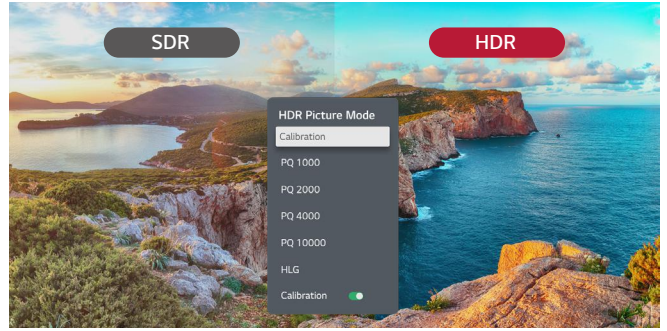 SDR
HDR
HDR Picture Mode
Calibration
PQ 1000
PQ 2000
PQ 4000
PQ 10000
HLG
Calibration